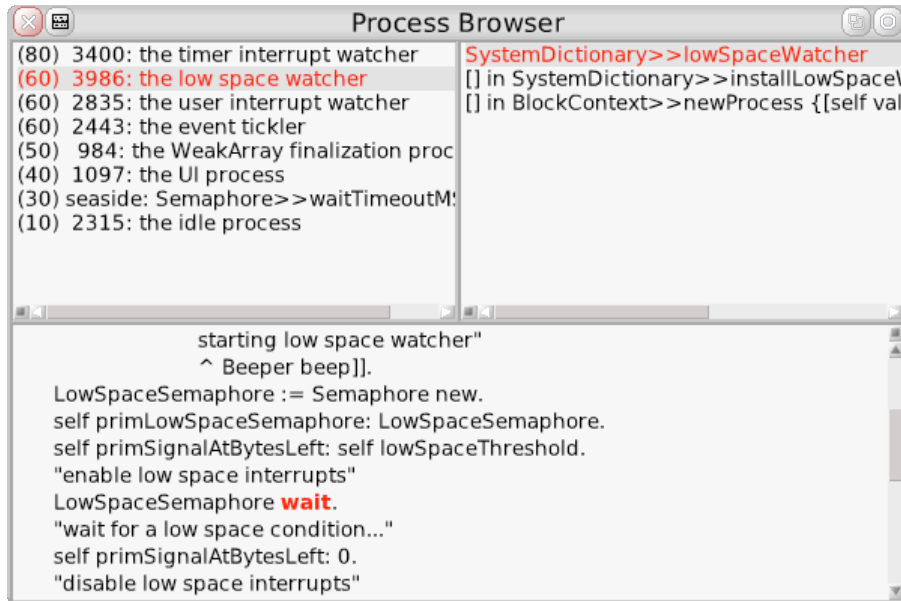 Process Browser
(80) 3400: the timer interrupt watcher
(60) 3986: the low space watcher
(60) 2835: the user interrupt watcher
(60) 2443: the event tickler
(50) 984: the WeakArray finalization proc
(40) 1097: the UI process
(30) seaside: Semaphore>>waitTimeoutMS
(10) 2315: the idle process
SystemDictionary>>lowSpaceWatcher
[] in SystemDictionary>>installLowSpaceW
[] in BlockContext>>newProcess {[self val
starting low space watcher"
^ Beeper beep]].
LowSpaceSemaphore := Semaphore new.
self primLowSpaceSemaphore: LowSpaceSemaphore.
self primSignalAtBytesLeft: self lowSpaceThreshold.
"enable low space interrupts"
LowSpaceSemaphore wait.
"wait for a low space condition..."
self primSignalAtBytesLeft: 0.
"disable low space interrupts"